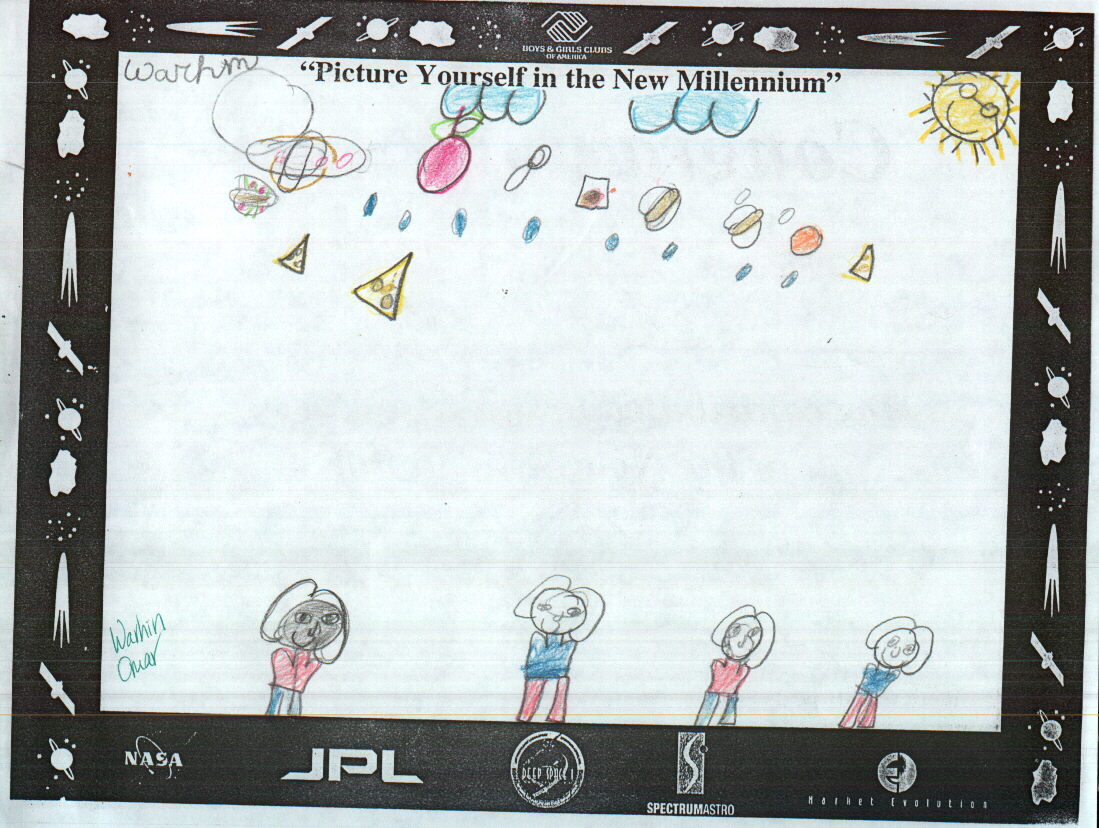 BOYS & GIRLS CLUBS
OF AMERICA
Warhm
"Picture Yourself in the New Millennium"
Warhin
Omar
NASA
JPL
DEEP SPACE 1
SPECTRUMASTRO
Market Evolution